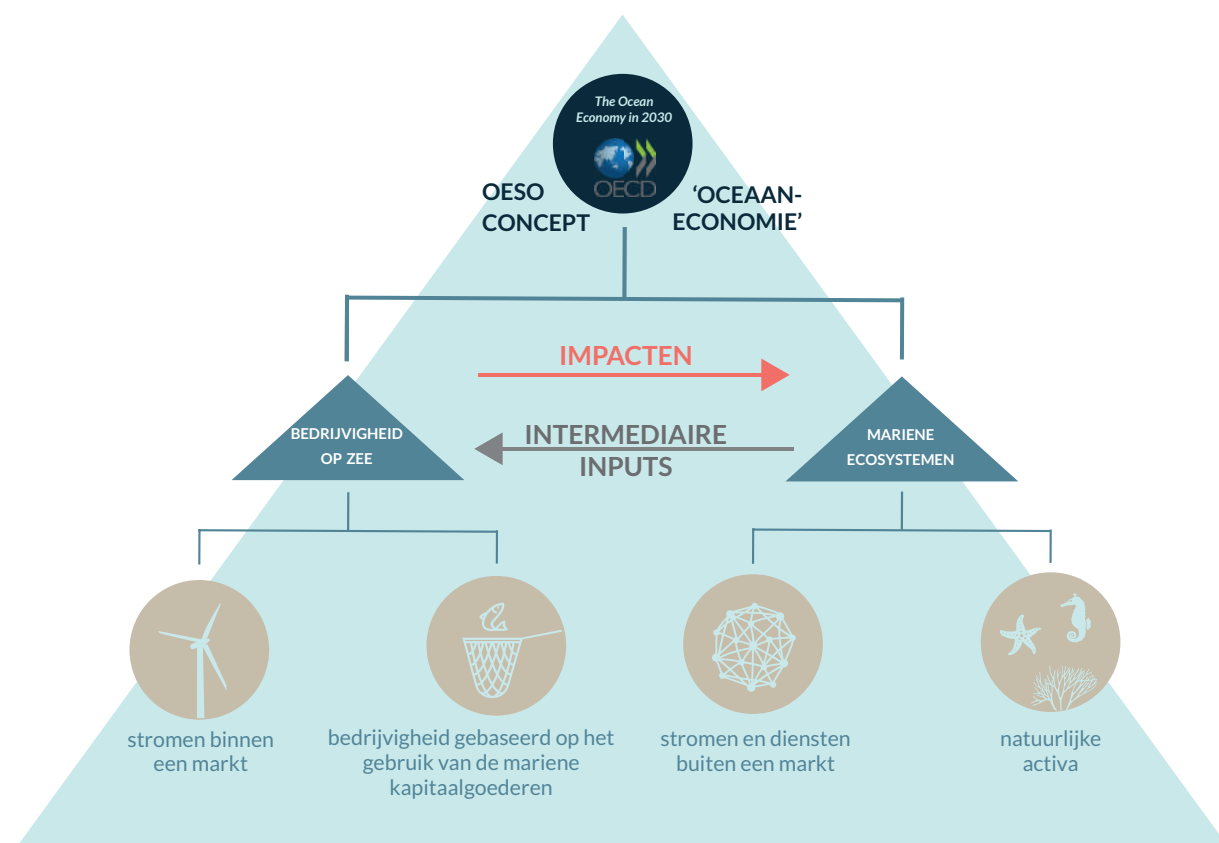 The Ocean
Economy in 2030
OECD
OESO
CONCEPT
‘OCEAAN-
ECONOMIE’
IMPACTEN
INTERMEDIAIRE
INPUTS
BEDRIJVIGHEID
OP ZEE
MARIENE
ECOSYSTEMEN
stromen binnen
een markt
bedrijvigheid gebaseerd op het
gebruik van de mariene
kapitaalgoederen
stromen en diensten
buiten een markt
natuurlijke
activa